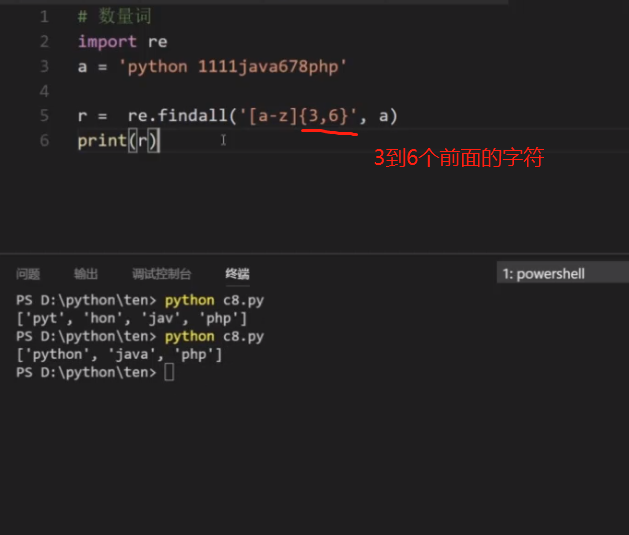 1 # 数量词
2 import re
3 a = 'python 1111java678php'
4
5 r =  re.findall('[a-z]{3,6}', a)
6 print(r)
3到6个前面的字符
问题 输出 调试控制台 终端 1: powershell
PS D:\python\ten> python c8.py
['pyt', 'hon', 'jav', 'php']
PS D:\python\ten> python c8.py
['python', 'java', 'php']
PS D:\python\ten>